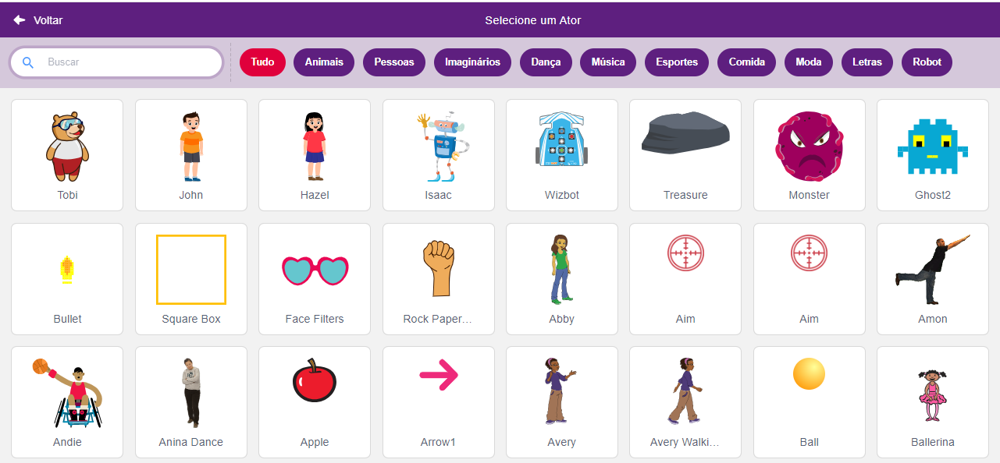 Voltar
Selecione um Ator
Buscar
Tudo
Animais
Pessoas
Imaginários
Dança
Música
Esportes
Comida
Moda
Letras
Robot
Tobi
John
Hazel
Isaac
Wizbot
Treasure
Monster
Ghost2
Bullet
Square Box
Face Filters
Rock Paper...
Abby
Aim
Aim
Amon
Andie
Anina Dance
Apple
Arrow1
Avery
Avery Walki...
Ball
Ballerina